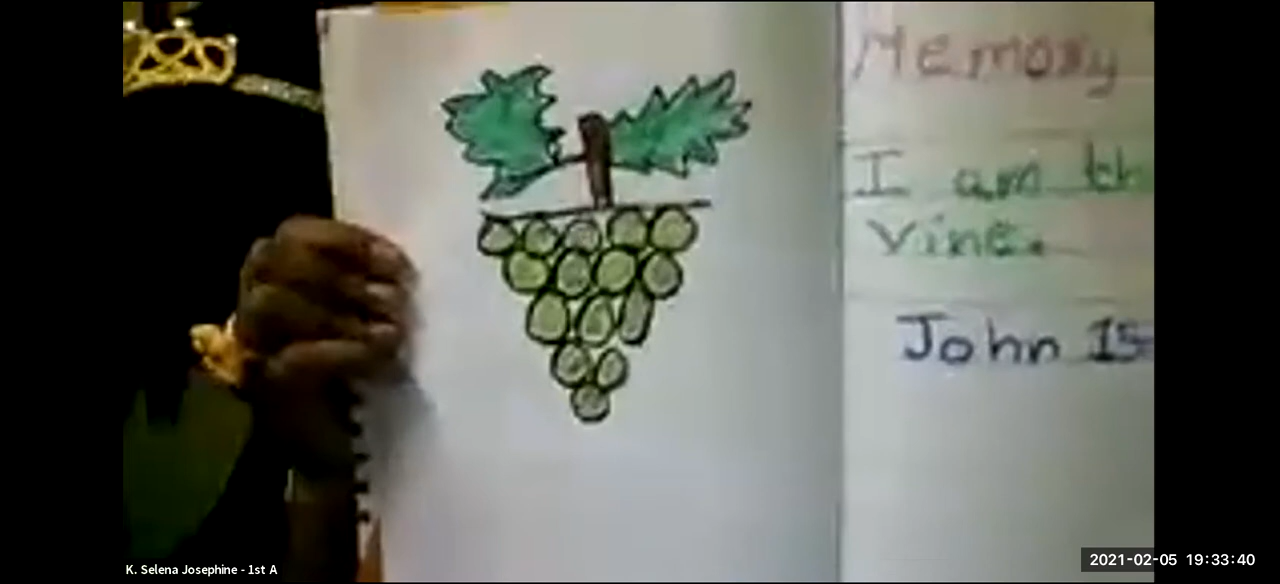 Memory
I am th
vine.
John 15
K. Selena Josephine - 1st A
2021-02-05 19:33:40